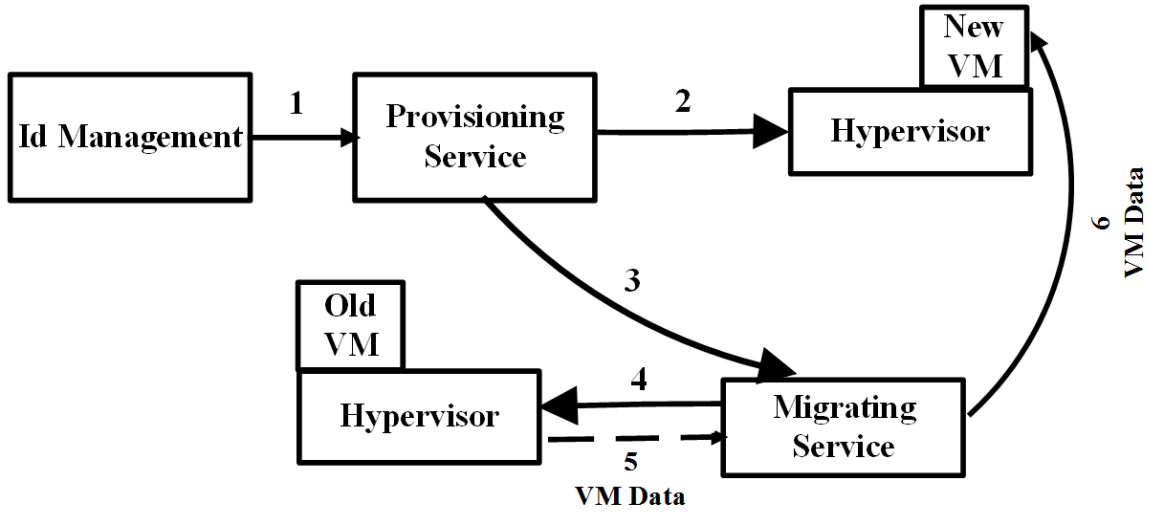 New
VM
Id Management
1
Provisioning
Service
2
Hypervisor
3
6
VM Data
Old
VM
Hypervisor
4
5
VM Data
Migrating
Service